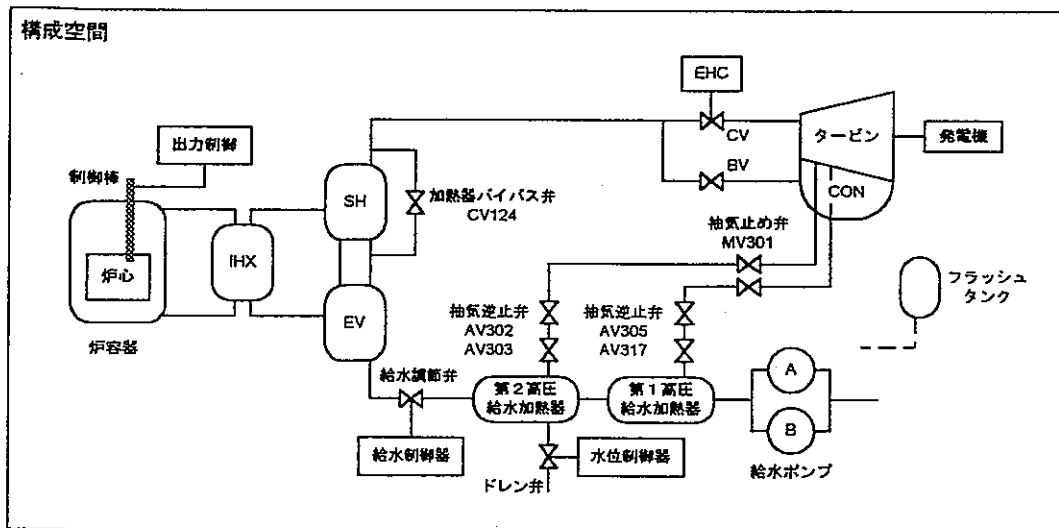 構成空間
EHC
出力制御
タービン
発電機
CV
制御棒
BV
SH
加熱器バイパス弁
CV124
CON
抽気止め弁
MV301
IHX
炉心
フラッシュ
タンク
抽気逆止弁
AV302
AV303
抽気逆止弁
AV305
AV317
EV
炉容器
給水調節弁
第2高圧
給水加熱器
第1高圧
給水加熱器
A
B
給水制御器
水位制御器
給水ポンプ
ドレン弁